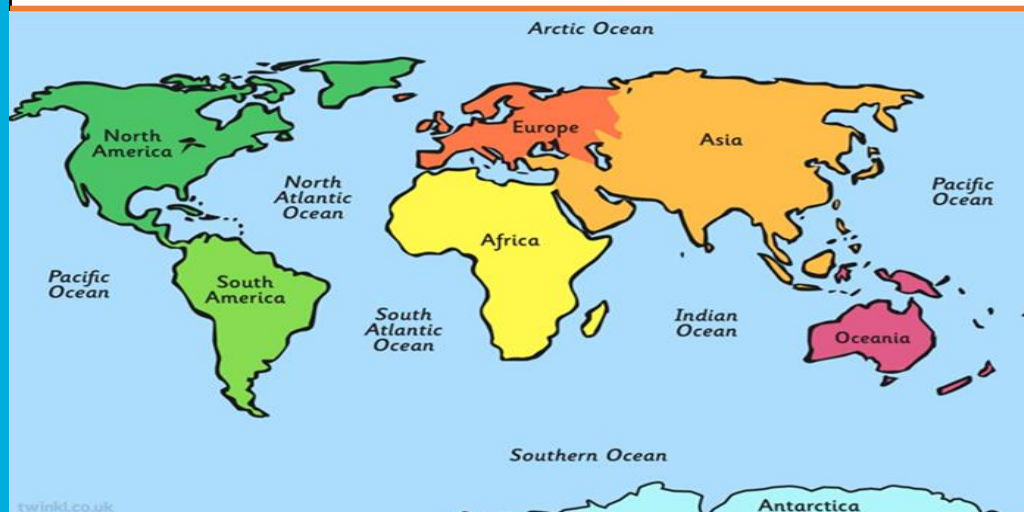 Arctic Ocean
North
America
Europe
Asia
North
Atlantic
Ocean
Pacific
Ocean
Africa
Pacific
Ocean
South
America
South
Atlantic
Ocean
Indian
Ocean
Oceania
Southern Ocean
Antarctica
twinkl.co.uk